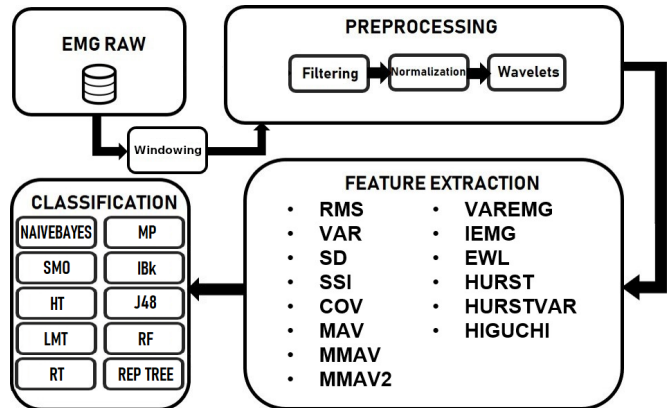 EMG RAW
Windowing
PREPROCESSING
Filtering
Normalization
Wavelets
FEATURE EXTRACTION
• RMS
• VAR
• SD
• SSI
• COV
• MAV
• MMAV
• MMAV2
• VAREMG
• IEMG
• EWL
• HURST
• HURSTVAR
• HIGUCHI
CLASSIFICATION
NAIVEBAYES MP
SMO IBk
HT J48
LMT RF
RT REP TREE